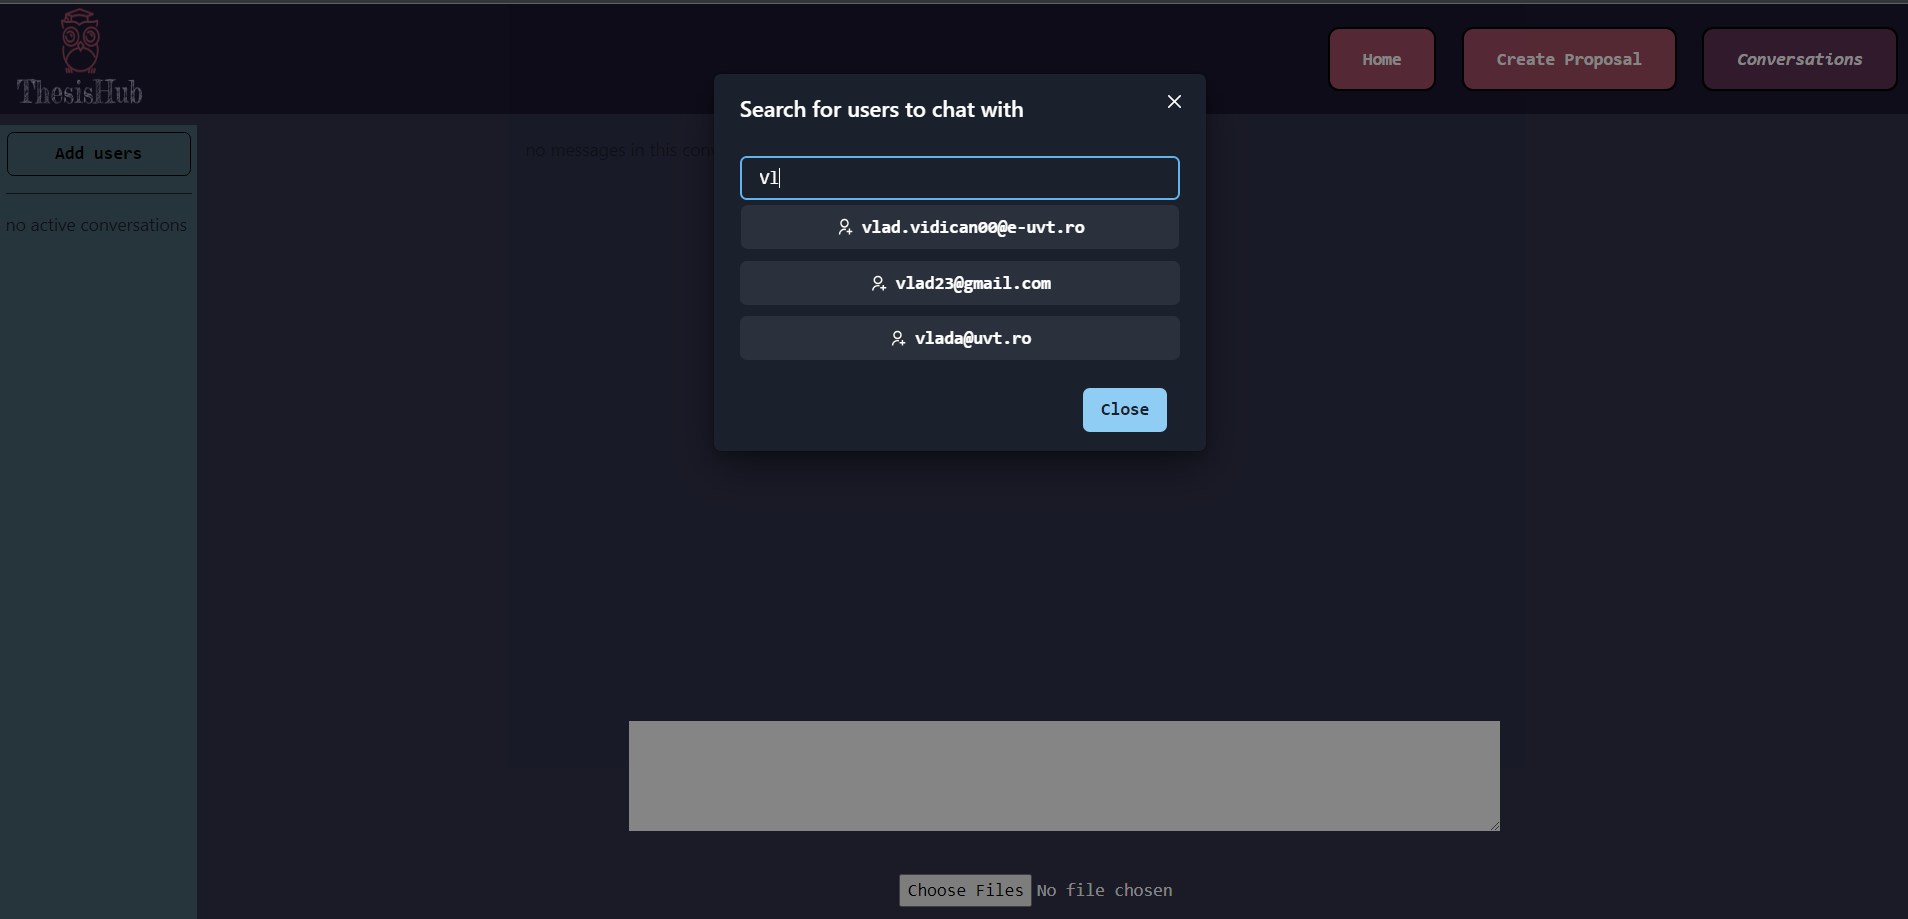 ThesisHub
Home
Create Proposal
Conversations
Add users
no active conversations
no messages in this con
Search for users to chat with
vl
vlad.vidican00@e-uvt.ro
vlad23@gmail.com
vlada@uvt.ro
Close
Choose Files No file chosen